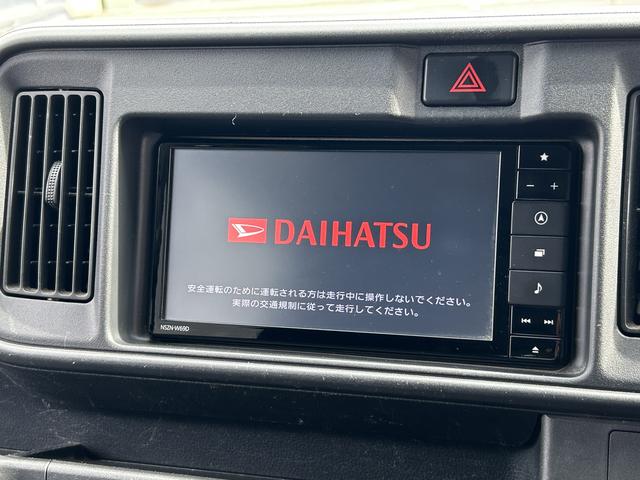 DAIHATSU
安全運転のために運転される方は走行中に操作しないでください。
実際の交通規制に従って走行してください。
NSZN-W69D